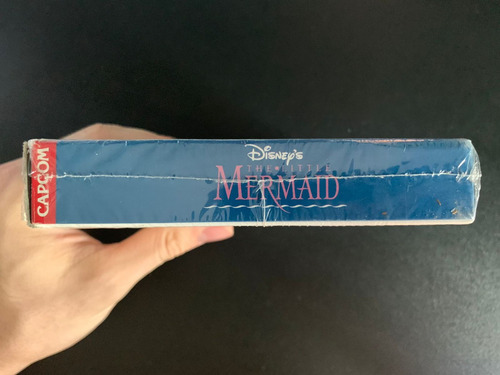 CAPCOM
Disney's
THE LITTLE
MERMAID